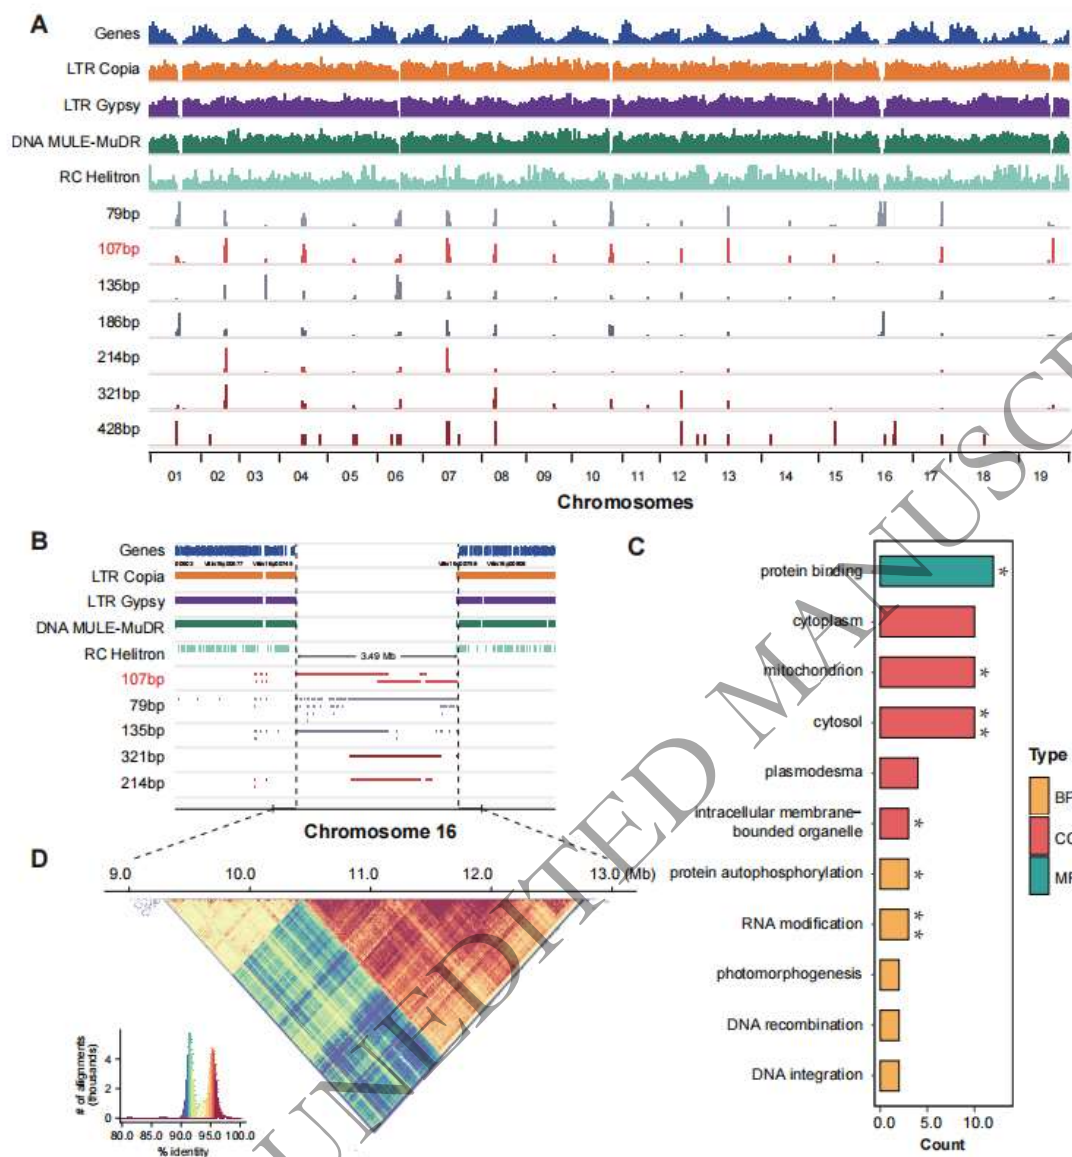 A
Genes
LTR Copia
LTR Gypsy
DNA MULE-MuDR
RC Helitron
79bp
107bp
135bp
186bp
214bp
321bp
428bp
01 02 03 04 05 06 07 08 09 10 11 12 13 14 15 16 17 18 19
Chromosomes
B
Genes
LTR Copia
LTR Gypsy
DNA MULE-MuDR
RC Helitron
3.49 Mb
107bp
79bp
135bp
321bp
214bp
Chromosome 16
C
protein binding
*
cytoplasm
mitochondrion
*
cytosol
*
*
plasmodesma
intracellular membrane–
bounded organelle
*
protein autophosphorylation
*
RNA modification
*
*
photomorphogenesis
DNA recombination
DNA integration
0.0 5.0 10.0
Count
Type
BP
CC
MF
D
9.0 10.0 11.0 12.0 13.0 (Mb)
# of alignments
(thousands)
4
2
0
80.0 85.0 90.0 95.0 100.0
% identity
UNEDITED MANUSCR